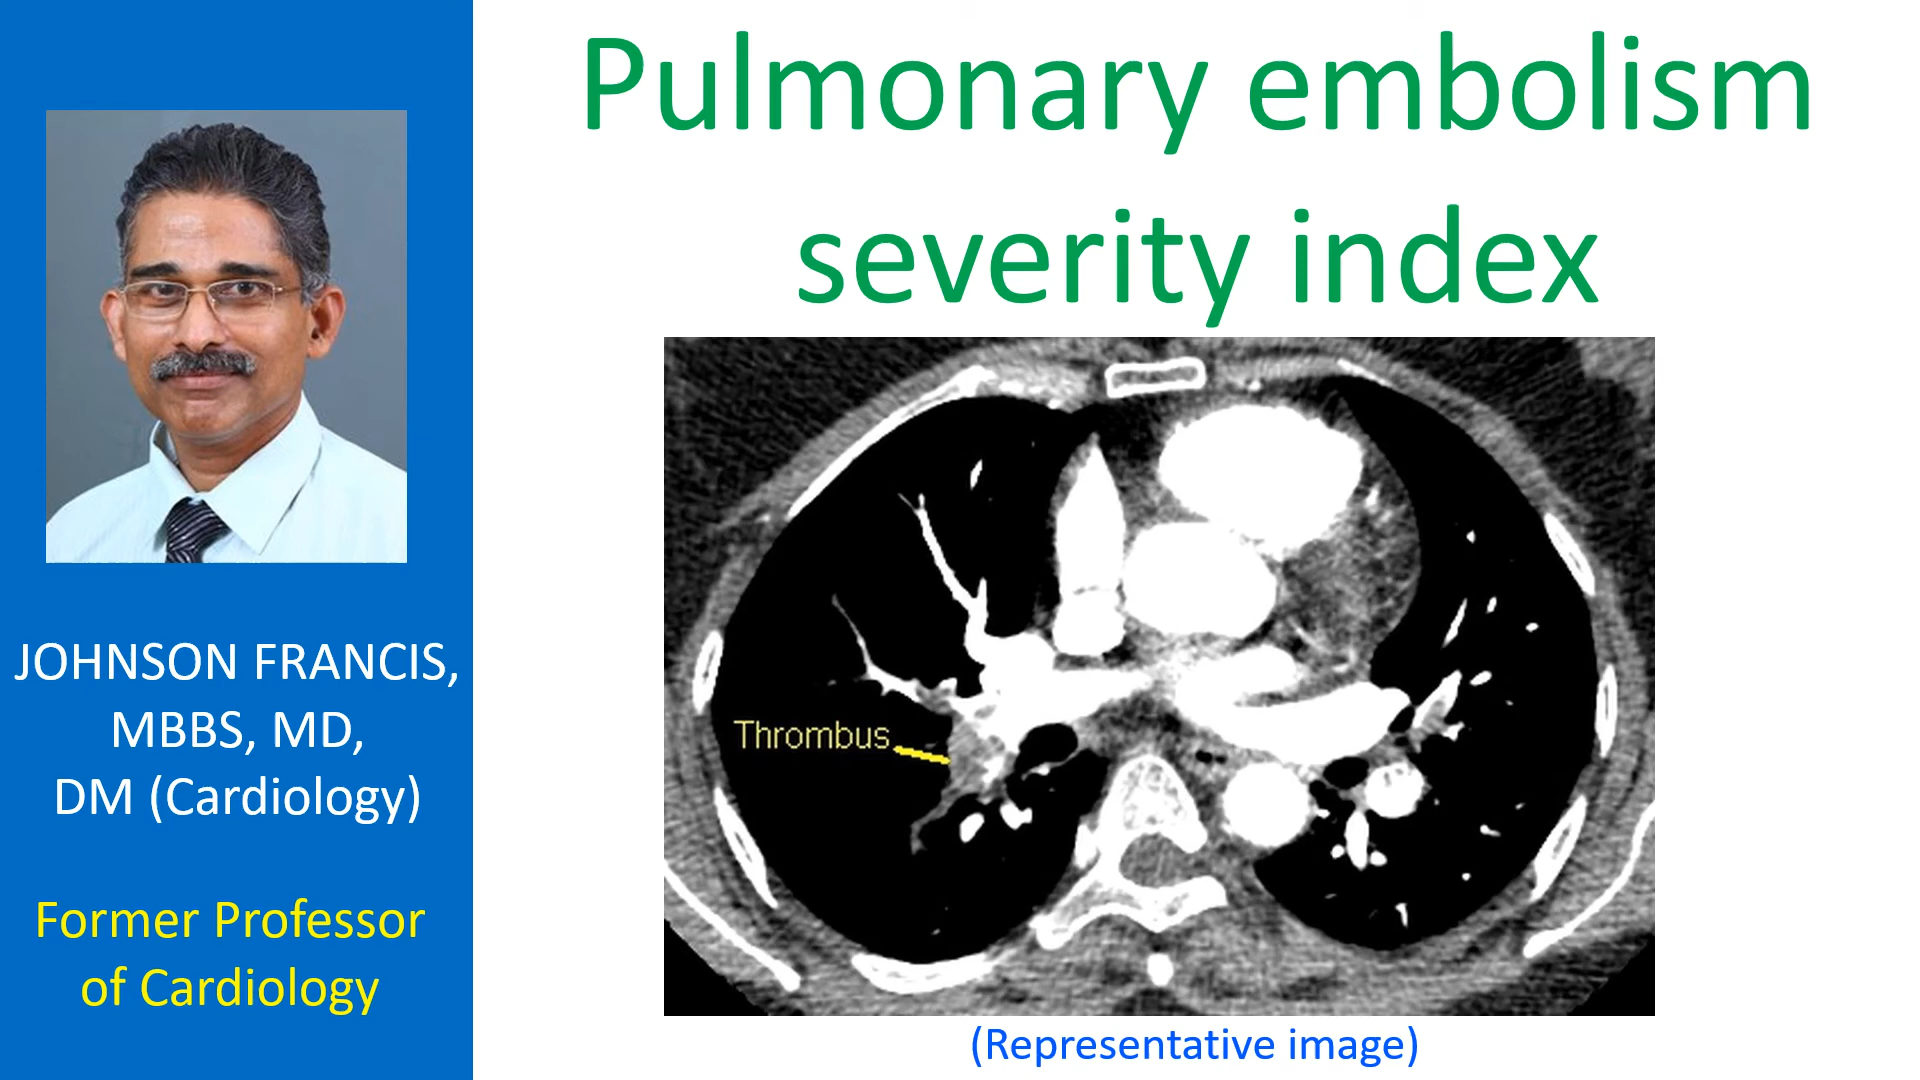 Pulmonary embolism
severity index
JOHNSON FRANCIS,
MBBS, MD,
DM (Cardiology)
Former Professor
of Cardiology
Thrombus
(Representative image)